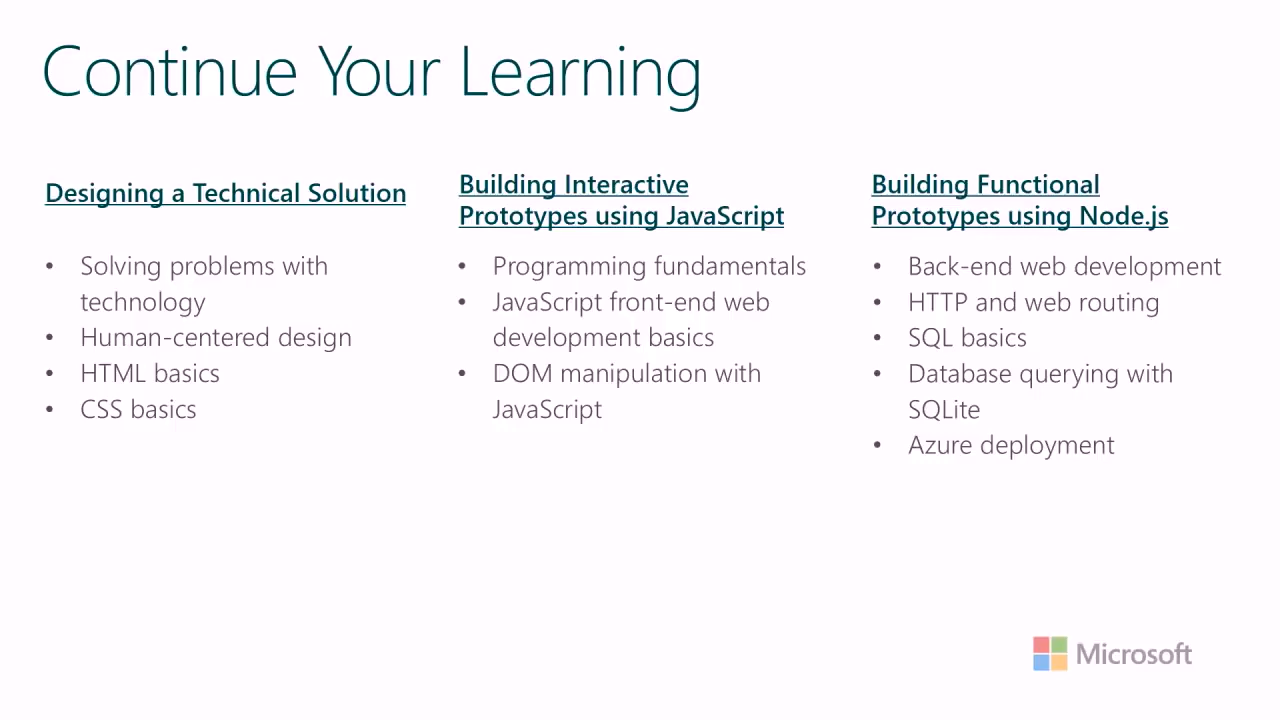 Continue Your Learning
Designing a Technical Solution
• Solving problems with
technology
• Human-centered design
• HTML basics
• CSS basics
Building Interactive
Prototypes using JavaScript
• Programming fundamentals
• JavaScript front-end web
development basics
• DOM manipulation with
JavaScript
Building Functional
Prototypes using Node.js
• Back-end web development
• HTTP and web routing
• SQL basics
• Database querying with
SQLite
• Azure deployment
Microsoft